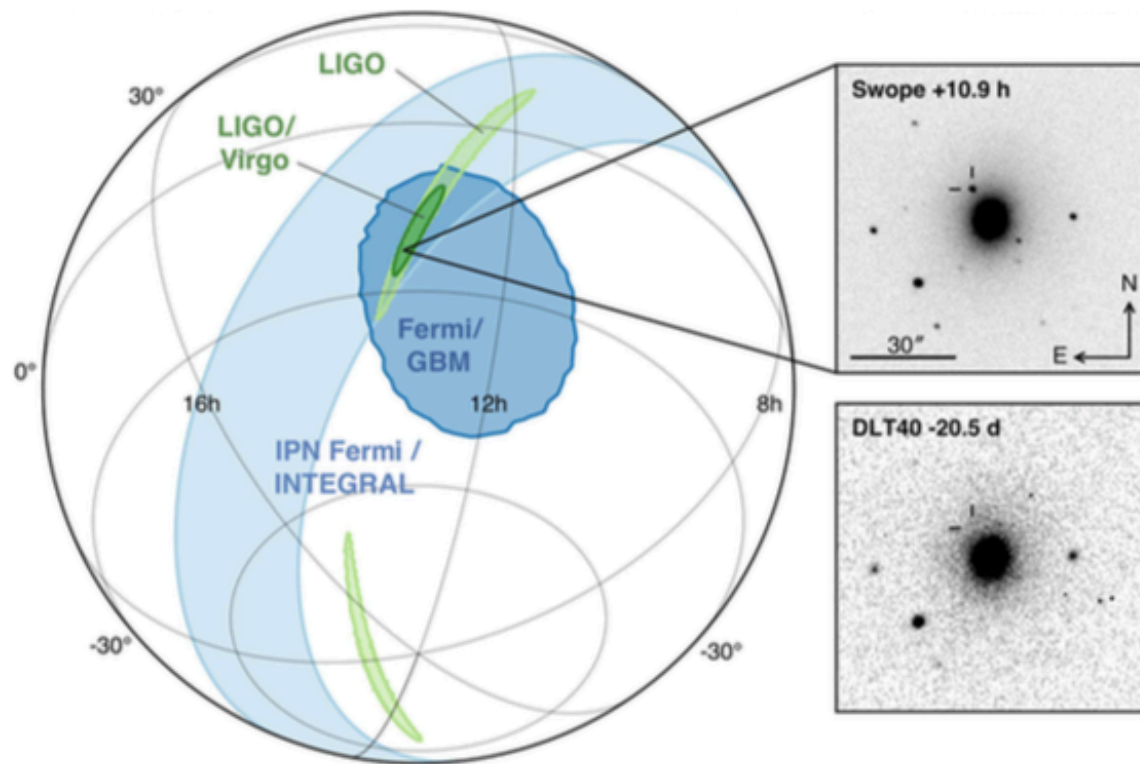 LIGO
30°
LIGO/
Virgo
Swope +10.9 h
N
30"
E
Fermi/
GBM
0°
16h
12h
8h
IPN Fermi /
INTEGRAL
DLT40 -20.5 d
-30°
-30°